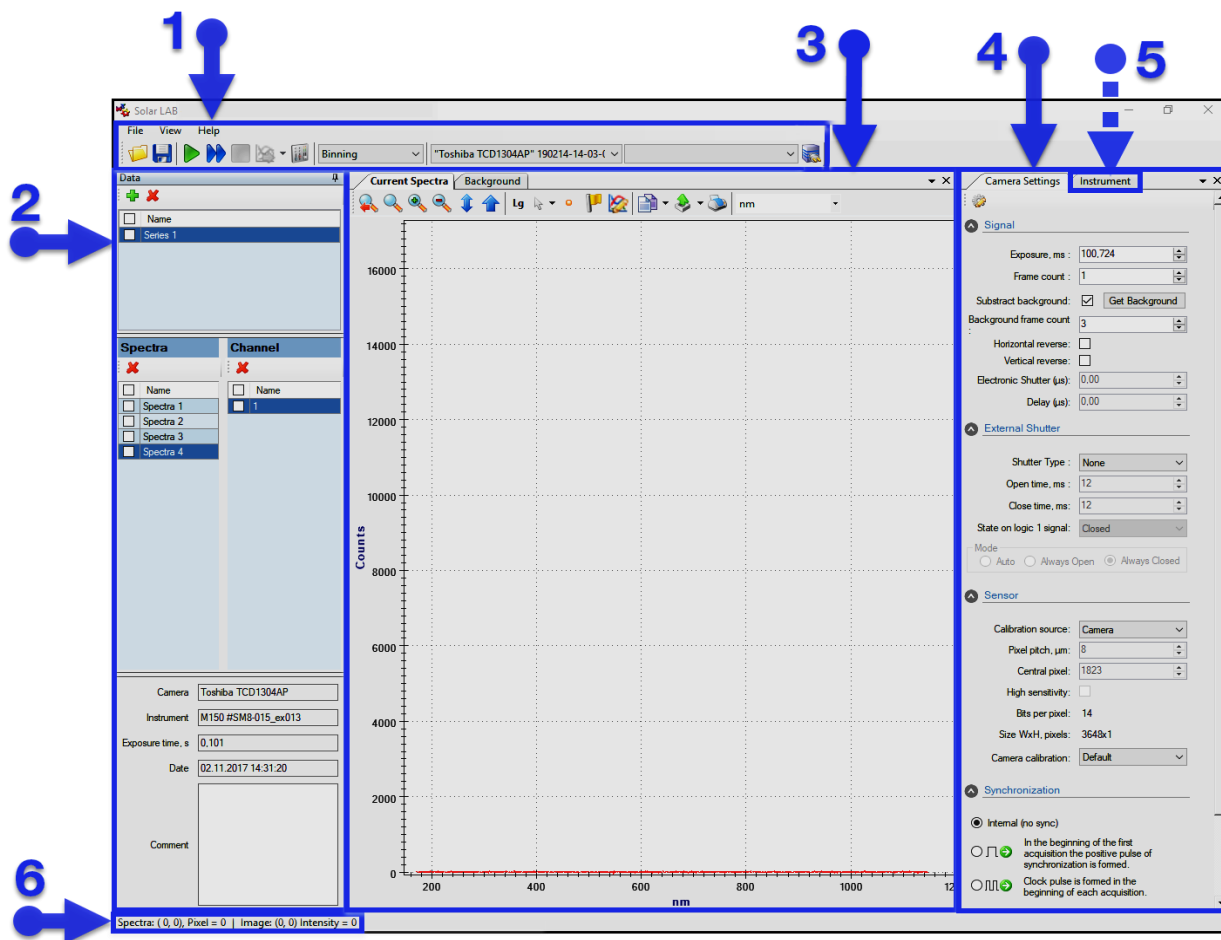 1
3
4
5
Solar LAB
File View Help
Binning
"Toshiba TCD1304AP" 190214-14-03-(
2
Data
Name
Series 1
Spectra Channel
Name Name
Spectra 1 1
Spectra 2
Spectra 3
Spectra 4
Camera Toshiba TCD1304AP
Instrument M150 #SM8-015_ex013
Exposure time, s 0,101
Date 02.11.2017 14:31:20
Comment
Current Spectra Background
Lg nm
16000
14000
12000
10000
8000
6000
4000
2000
0
Counts
200 400 600 800 1000 12
nm
Camera Settings Instrument
Signal
Exposure, ms : 100,724
Frame count : 1
Substract background: Get Background
Background frame count 3
:
Horizontal reverse:
Vertical reverse:
Electronic Shutter (µs): 0,00
Delay (µs): 0,00
External Shutter
Shutter Type : None
Open time, ms : 12
Close time, ms: 12
State on logic 1 signal: Closed
Mode
Auto Always Open Always Closed
Sensor
Calibration source: Camera
Pixel pitch, µm: 8
Central pixel: 1823
High sensitivity:
Bits per pixel: 14
Size WxH, pixels: 3648x1
Camera calibration: Default
Synchronization
Internal (no sync)
In the beginning of the first
acquisition the positive pulse of
synchronization is formed.
Clock pulse is formed in the
beginning of each acquisition.
6
Spectra: ( 0, 0), Pixel = 0 | Image: (0, 0) Intensity = 0